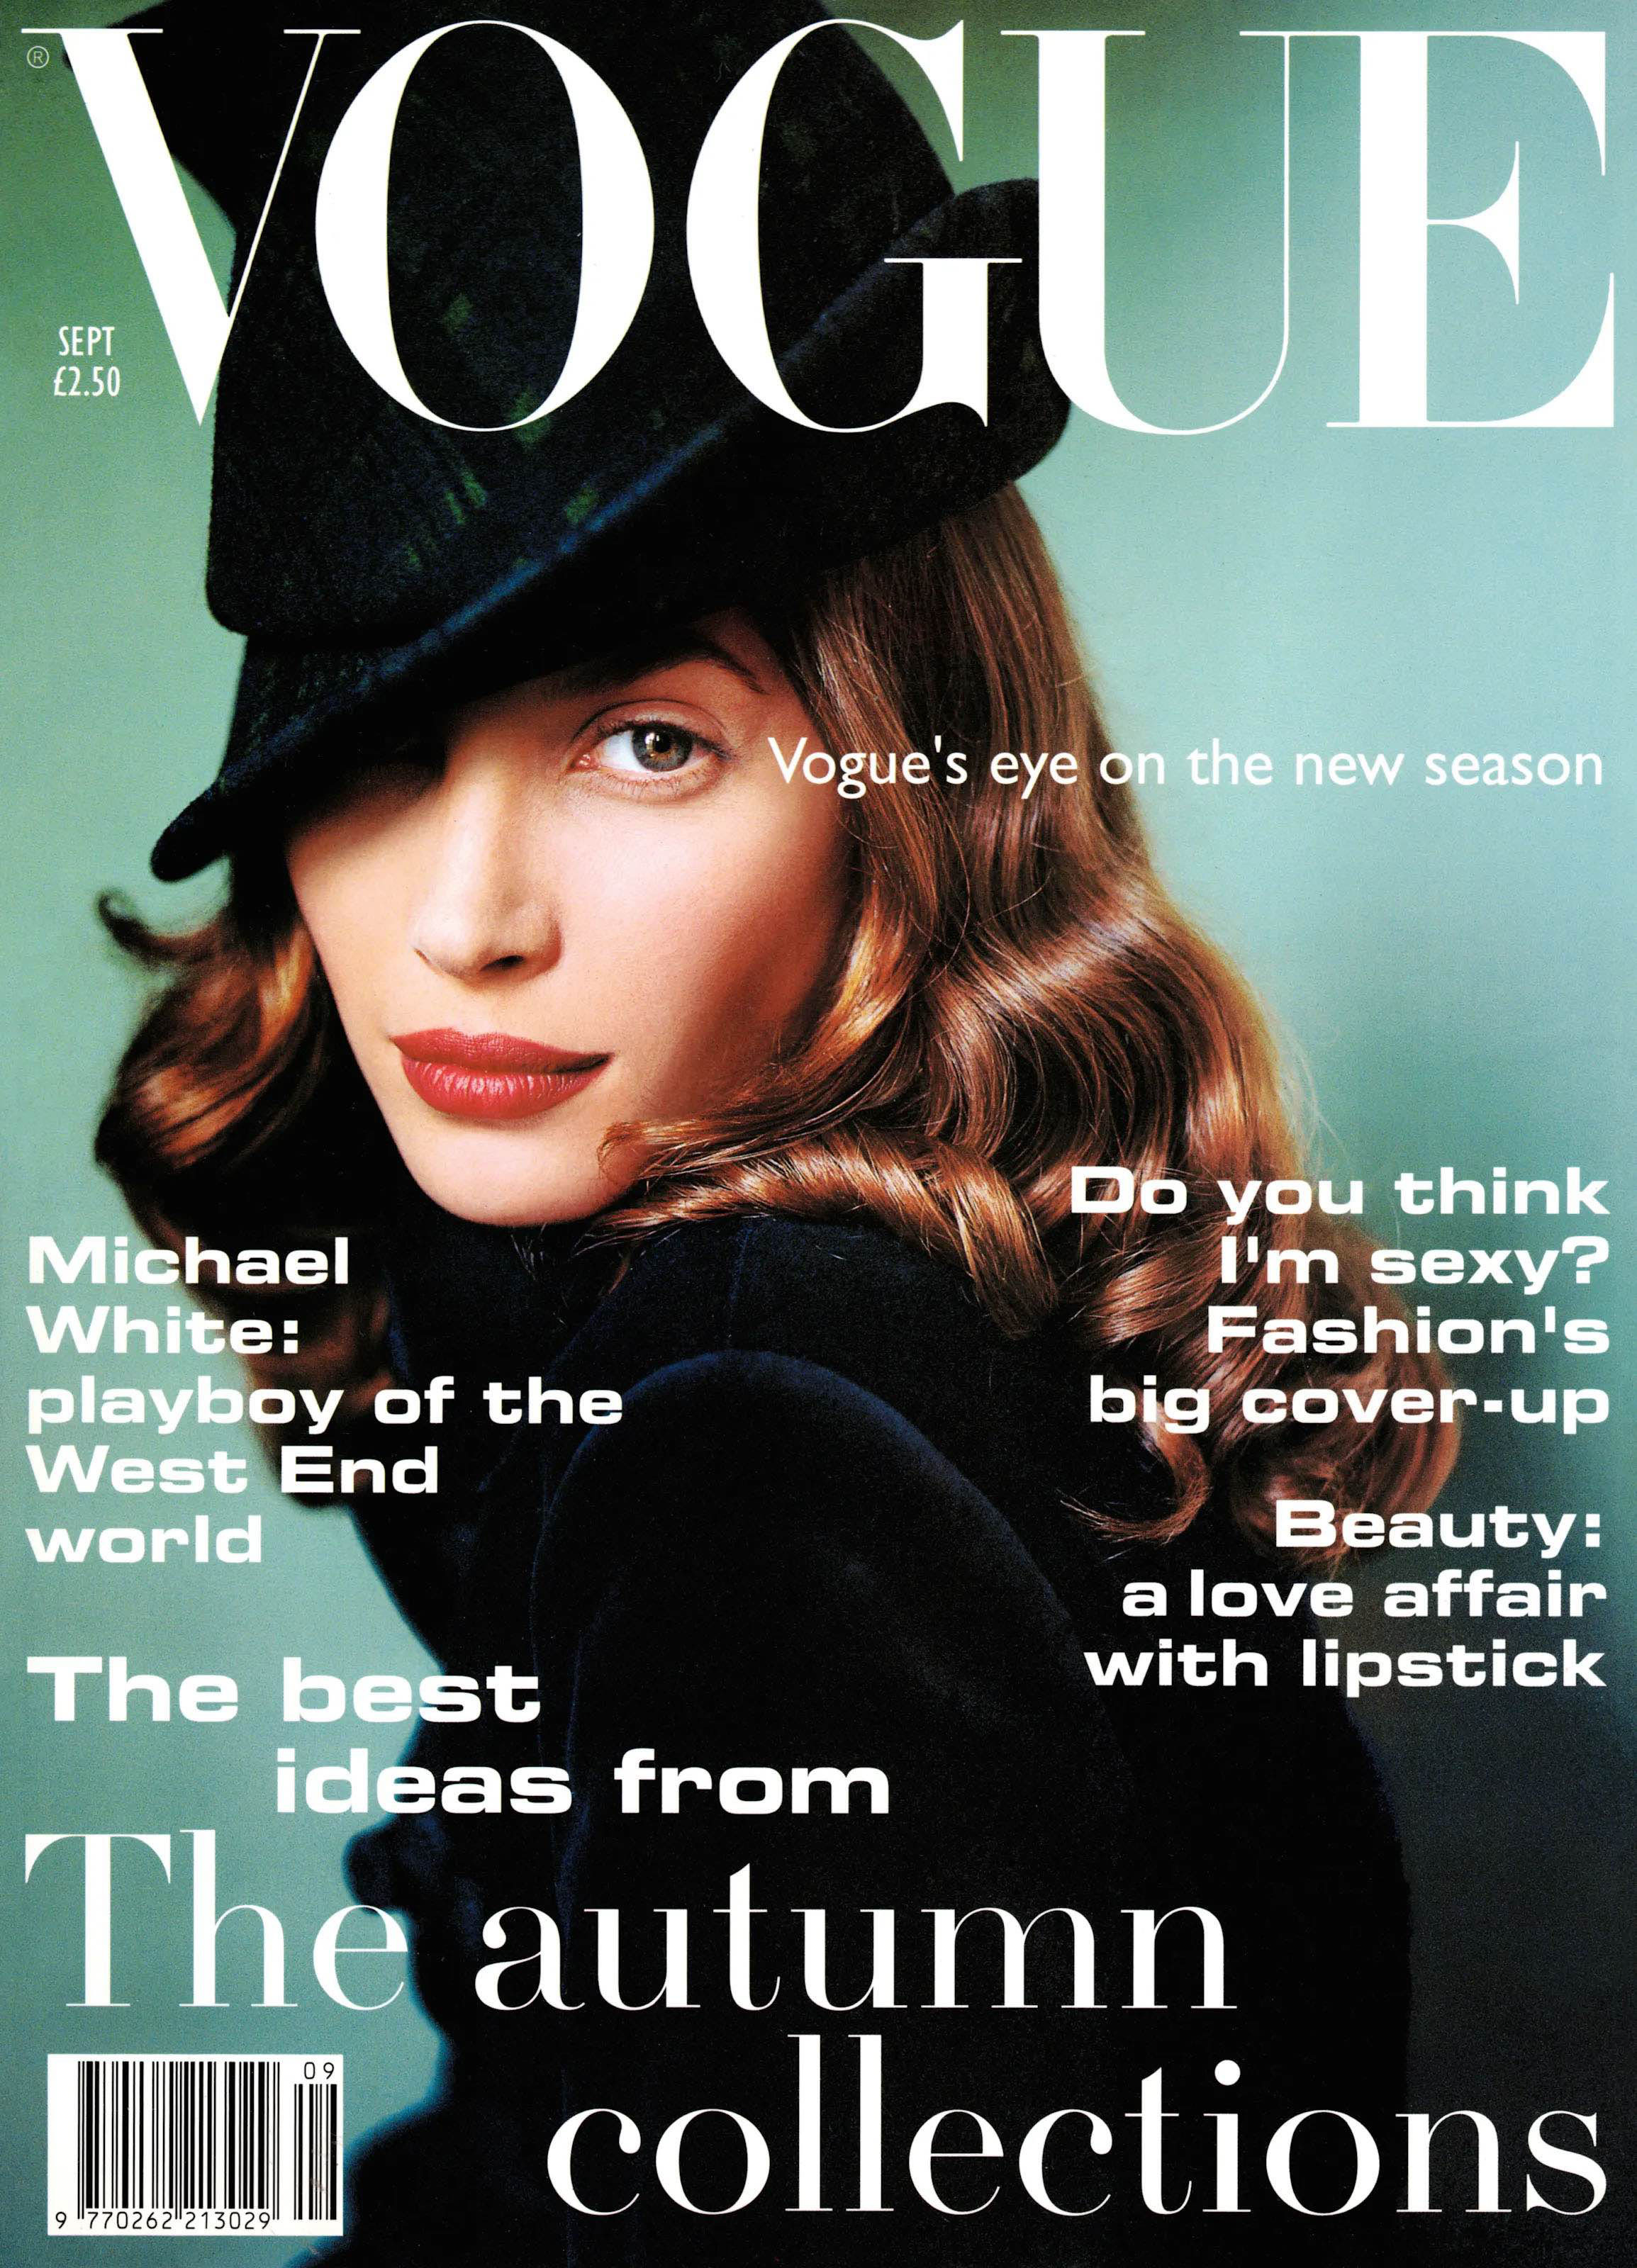 VOGUE
®
SEPT
£2.50
Vogue's eye on the new season
Do you think
I'm sexy?
Fashion's
big cover-up
Michael
White:
playboy of the
West End
world
Beauty:
a love affair
with lipstick
The best
ideas from
The autumn
collections
09
9 770262 213029